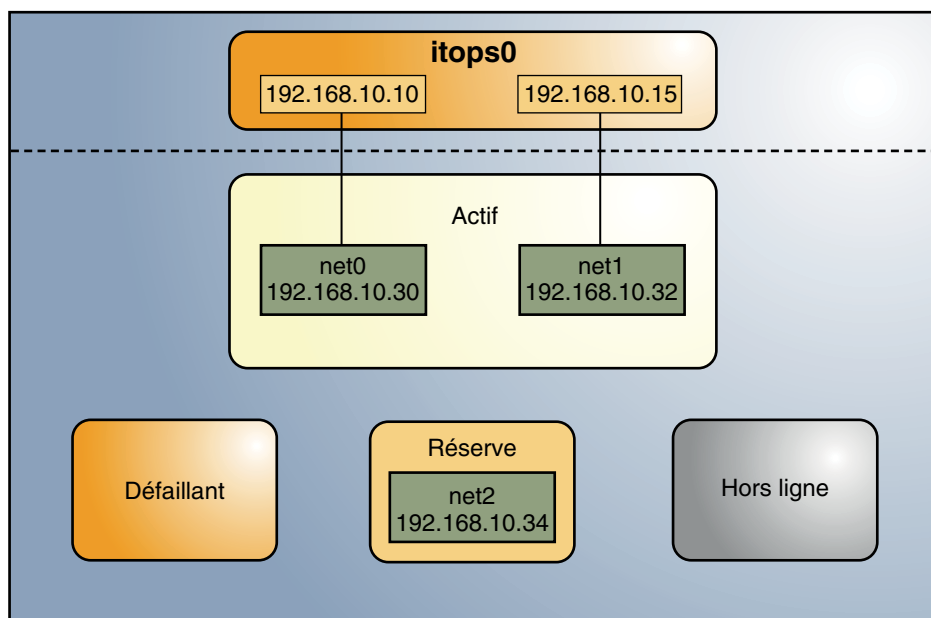 itops0
192.168.10.10
192.168.10.15
Actif
net0
192.168.10.30
net1
192.168.10.32
Défaillant
Réserve
net2
192.168.10.34
Hors ligne